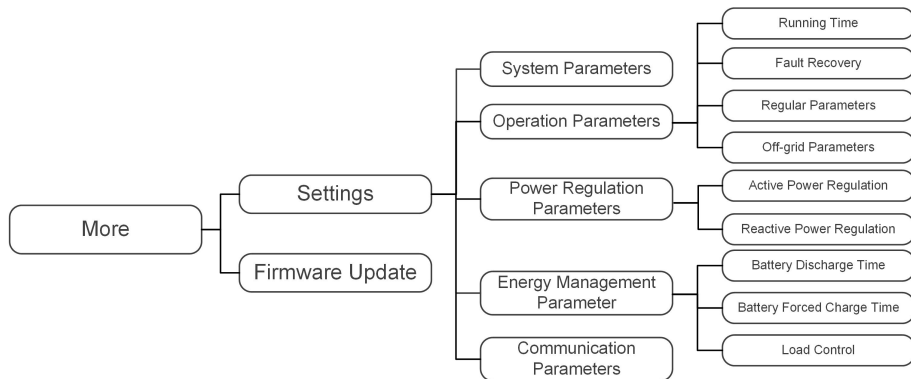 More
Settings
Firmware Update
System Parameters
Operation Parameters
Power Regulation
Parameters
Energy Management
Parameter
Communication
Parameters
Running Time
Fault Recovery
Regular Parameters
Off-grid Parameters
Active Power Regulation
Reactive Power Regulation
Battery Discharge Time
Battery Forced Charge Time
Load Control